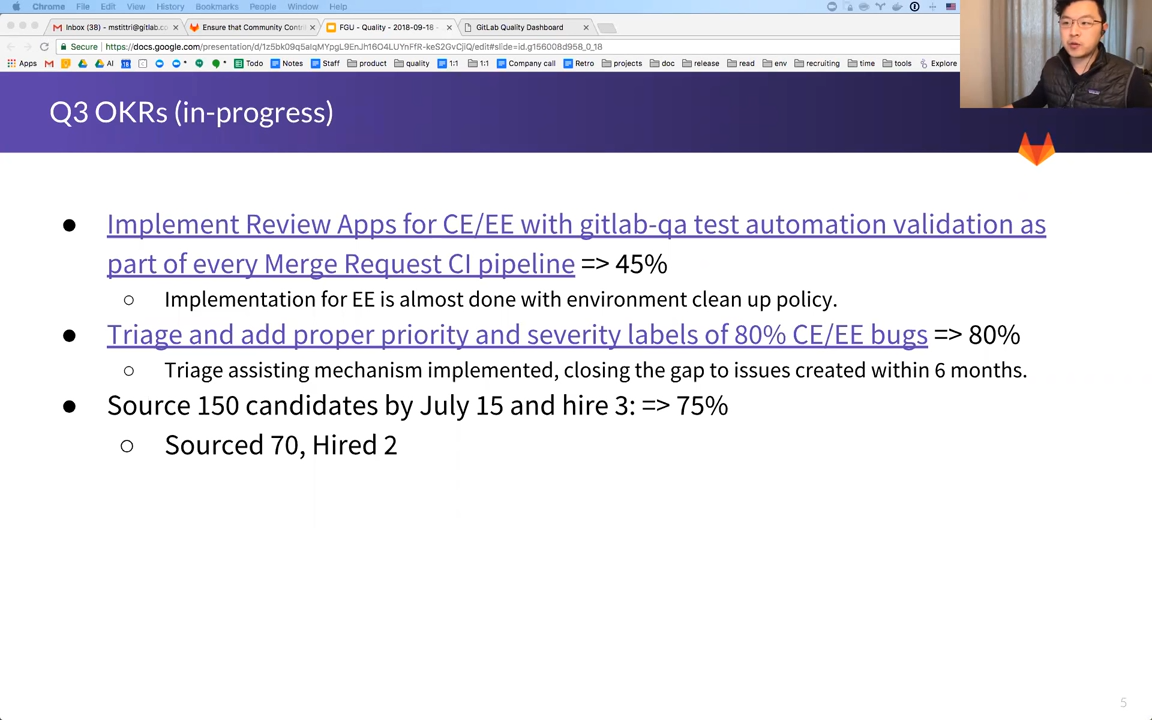 Chrome File Edit View History Bookmarks People Window Help
Inbox (38) - mstittri@gitlab.co
Ensure that Community Contri
FGU - Quality - 2018-09-18 -
GitLab Quality Dashboard
Secure https://docs.google.com/presentation/d/1z5bk09q5alqMYpgL9EnJh16O4LUYnFfR-keS2GvCjiQ/edit#slide=id.g156008d958_0_18
Apps AI Todo Notes Staff product quality 1:1 1:1 Company call Retro projects doc release read env recruiting time tools Explore
Q3 OKRs (in-progress)
● Implement Review Apps for CE/EE with gitlab-qa test automation validation as
part of every Merge Request CI pipeline => 45%
○ Implementation for EE is almost done with environment clean up policy.
● Triage and add proper priority and severity labels of 80% CE/EE bugs => 80%
○ Triage assisting mechanism implemented, closing the gap to issues created within 6 months.
● Source 150 candidates by July 15 and hire 3: => 75%
○ Sourced 70, Hired 2
5